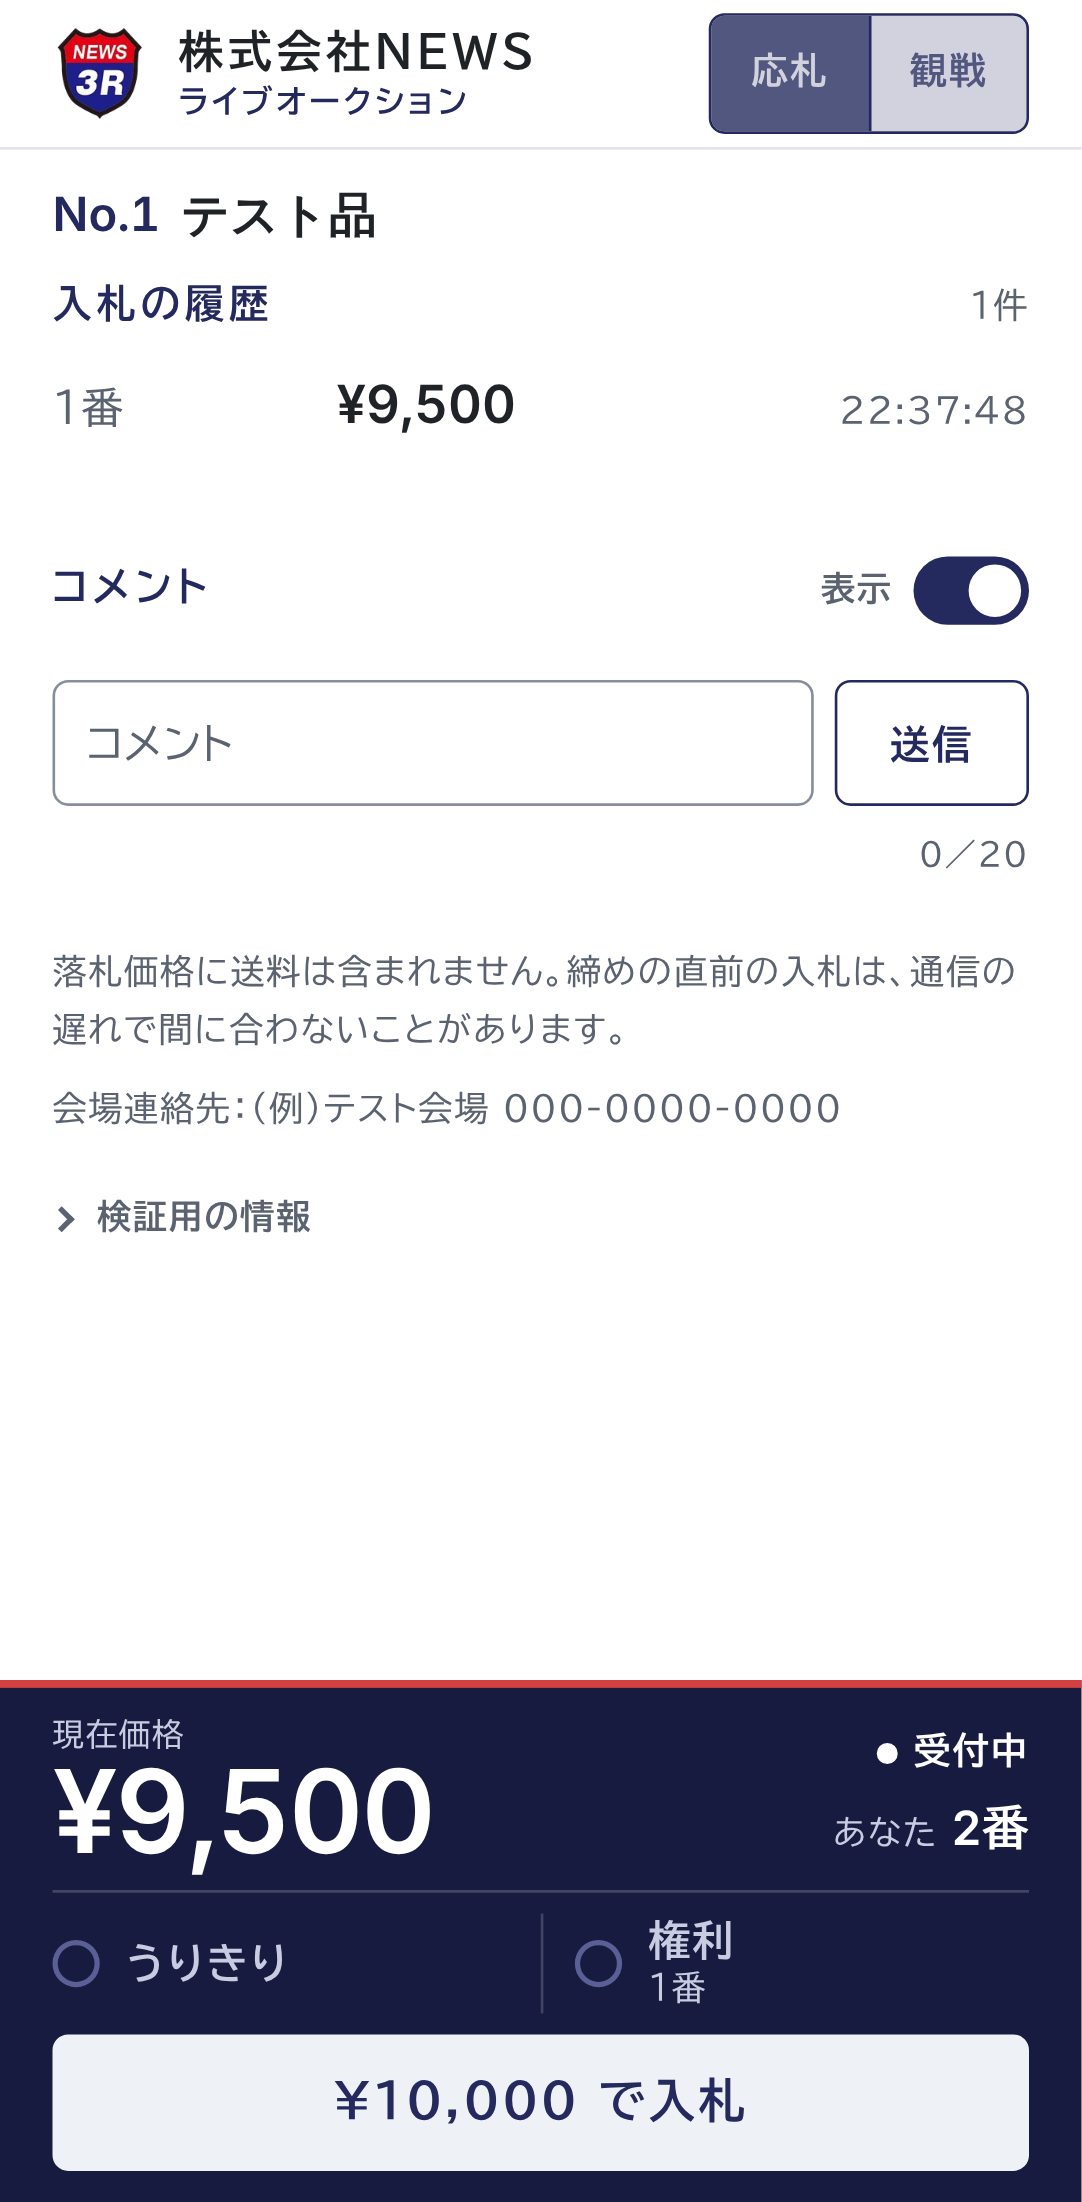 NEWS
3R
株式会社NEWS
ライブオークション
応札
観戦
No.1 テスト品
入札の履歴
1件
1番
¥9,500
22:37:48
コメント
表示
コメント
送信
0／20
落札価格に送料は含まれません。締めの直前の入札は、通信の
遅れで間に合わないことがあります。
会場連絡先：（例）テスト会場 000-0000-0000
検証用の情報
現在価格
¥9,500
受付中
あなた 2番
うりきり
権利
1番
¥10,000 で入札